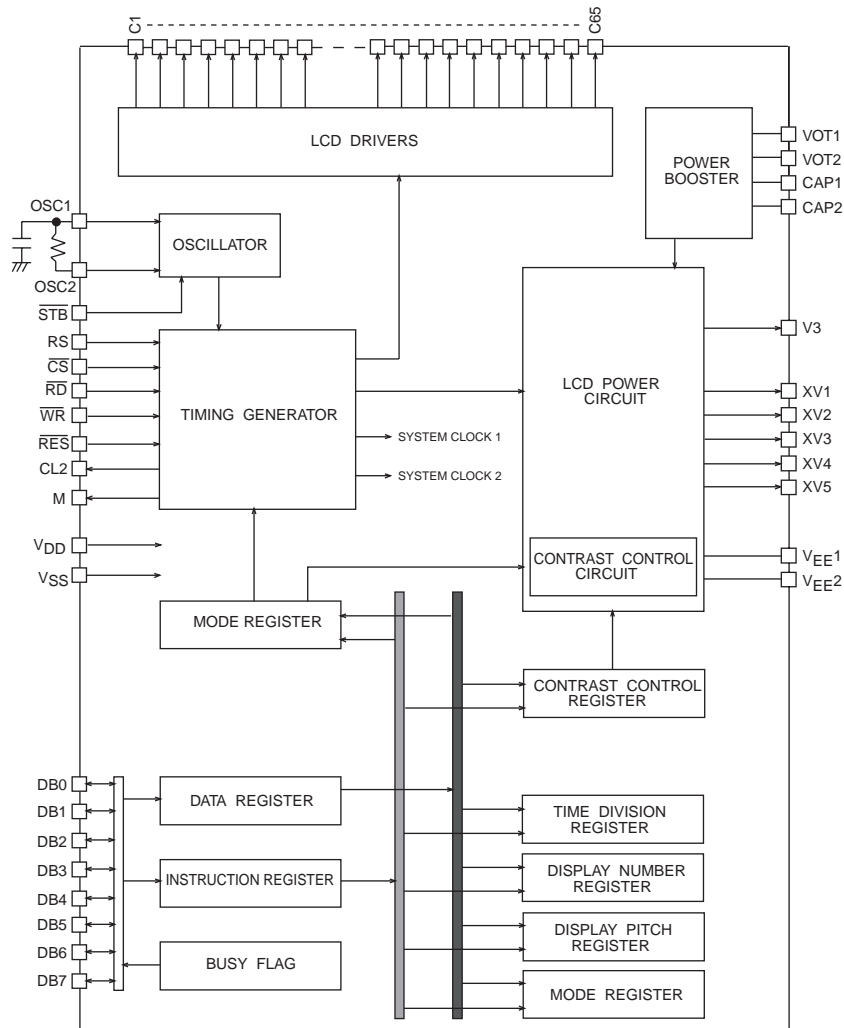 C1
C65
LCD DRIVERS
POWER
BOOSTER
VOT1
VOT2
CAP1
CAP2
OSC1
OSCILLATOR
OSC2
STB
RS
CS
RD
WR
RES
CL2
M
TIMING GENERATOR
SYSTEM CLOCK 1
SYSTEM CLOCK 2
LCD POWER
CIRCUIT
V3
XV1
XV2
XV3
XV4
XV5
VDD
VSS
CONTRAST CONTROL
CIRCUIT
VEE1
VEE2
MODE REGISTER
CONTRAST CONTROL
REGISTER
DB0
DB1
DB2
DB3
DB4
DB5
DB6
DB7
DATA REGISTER
INSTRUCTION REGISTER
BUSY FLAG
TIME DIVISION
REGISTER
DISPLAY NUMBER
REGISTER
DISPLAY PITCH
REGISTER
MODE REGISTER